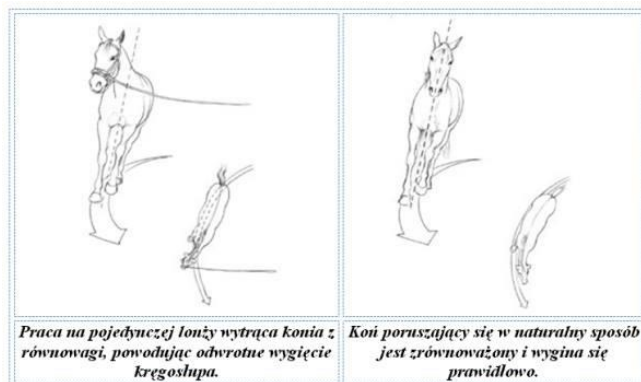 Praca na pojedynczej lonży wytrąca konia z
równowagi, powodując odwrotne wygięcie
kręgosłupa.
Koń poruszający się w naturalny sposób
jest zrównoważony i wygina się
prawidłowo.